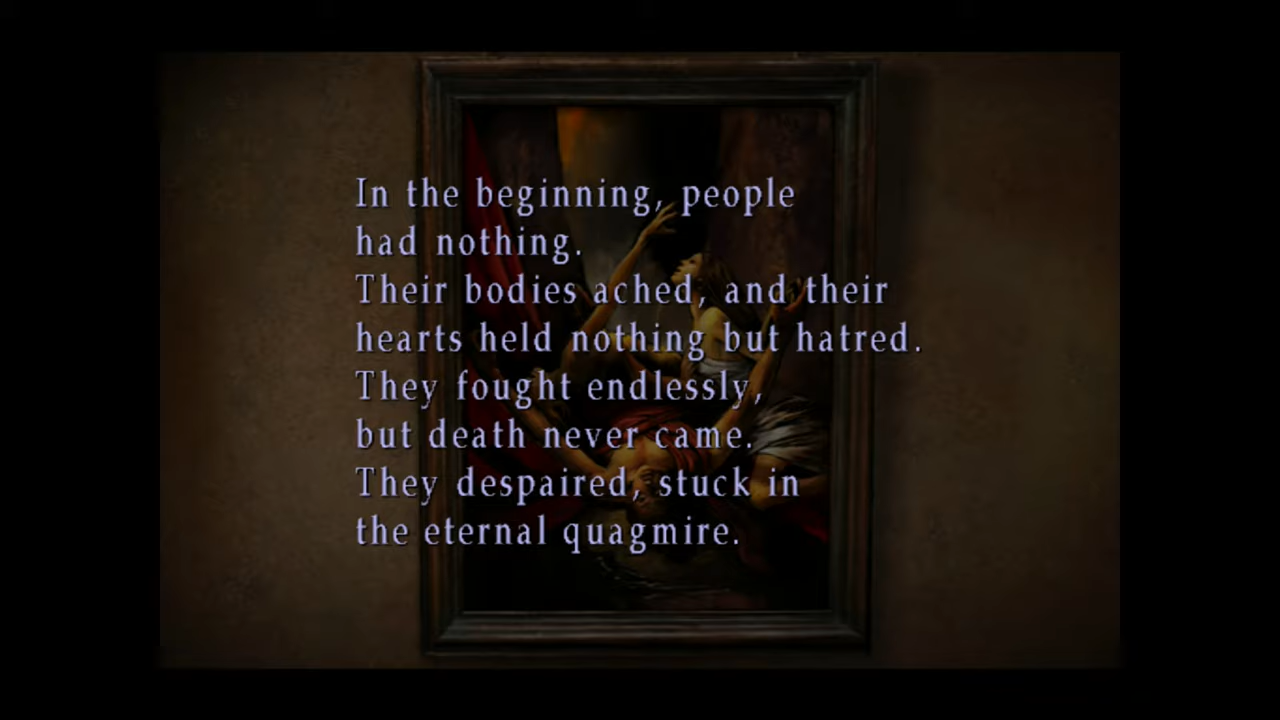 In the beginning, people
had nothing.
Their bodies ached, and their
hearts held nothing but hatred.
They fought endlessly,
but death never came.
They despaired, stuck in
the eternal quagmire.